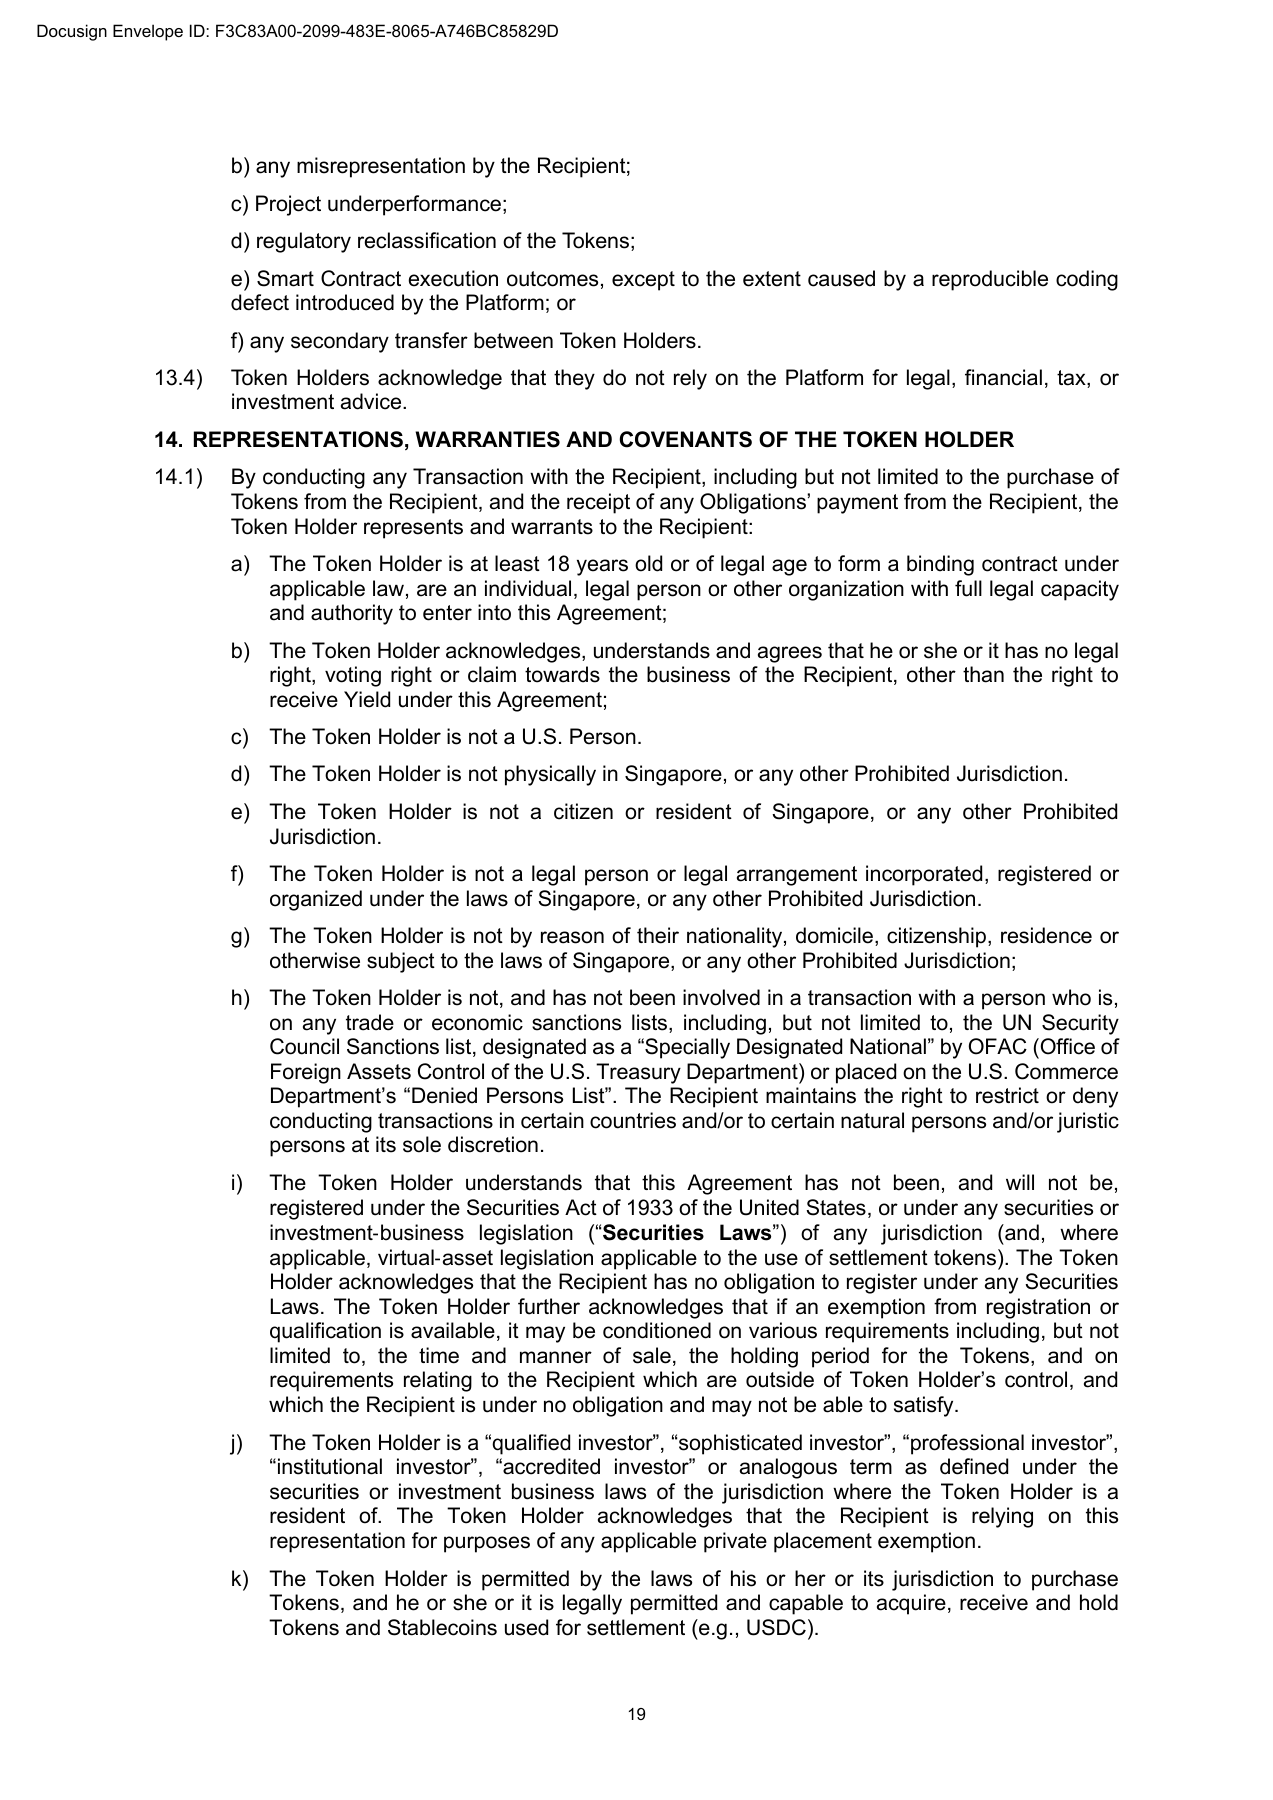 Docusign Envelope ID: F3C83A00-2099-483E-8065-A746BC85829D
b) any misrepresentation by the Recipient;
c) Project underperformance;
d) regulatory reclassification of the Tokens;
e) Smart Contract execution outcomes, except to the extent caused by a reproducible coding
defect introduced by the Platform; or
f) any secondary transfer between Token Holders.
13.4) Token Holders acknowledge that they do not rely on the Platform for legal, financial, tax, or
investment advice.
14. REPRESENTATIONS, WARRANTIES AND COVENANTS OF THE TOKEN HOLDER
14.1) By conducting any Transaction with the Recipient, including but not limited to the purchase of
Tokens from the Recipient, and the receipt of any Obligations’ payment from the Recipient, the
Token Holder represents and warrants to the Recipient:
a) The Token Holder is at least 18 years old or of legal age to form a binding contract under
applicable law, are an individual, legal person or other organization with full legal capacity
and authority to enter into this Agreement;
b) The Token Holder acknowledges, understands and agrees that he or she or it has no legal
right, voting right or claim towards the business of the Recipient, other than the right to
receive Yield under this Agreement;
c) The Token Holder is not a U.S. Person.
d) The Token Holder is not physically in Singapore, or any other Prohibited Jurisdiction.
e) The Token Holder is not a citizen or resident of Singapore, or any other Prohibited
Jurisdiction.
f) The Token Holder is not a legal person or legal arrangement incorporated, registered or
organized under the laws of Singapore, or any other Prohibited Jurisdiction.
g) The Token Holder is not by reason of their nationality, domicile, citizenship, residence or
otherwise subject to the laws of Singapore, or any other Prohibited Jurisdiction;
h) The Token Holder is not, and has not been involved in a transaction with a person who is,
on any trade or economic sanctions lists, including, but not limited to, the UN Security
Council Sanctions list, designated as a “Specially Designated National” by OFAC (Office of
Foreign Assets Control of the U.S. Treasury Department) or placed on the U.S. Commerce
Department’s “Denied Persons List”. The Recipient maintains the right to restrict or deny
conducting transactions in certain countries and/or to certain natural persons and/or juristic
persons at its sole discretion.
i) The Token Holder understands that this Agreement has not been, and will not be,
registered under the Securities Act of 1933 of the United States, or under any securities or
investment-business legislation (“Securities Laws”) of any jurisdiction (and, where
applicable, virtual-asset legislation applicable to the use of settlement tokens). The Token
Holder acknowledges that the Recipient has no obligation to register under any Securities
Laws. The Token Holder further acknowledges that if an exemption from registration or
qualification is available, it may be conditioned on various requirements including, but not
limited to, the time and manner of sale, the holding period for the Tokens, and on
requirements relating to the Recipient which are outside of Token Holder’s control, and
which the Recipient is under no obligation and may not be able to satisfy.
j) The Token Holder is a “qualified investor”, “sophisticated investor”, “professional investor”,
“institutional investor”, “accredited investor” or analogous term as defined under the
securities or investment business laws of the jurisdiction where the Token Holder is a
resident of. The Token Holder acknowledges that the Recipient is relying on this
representation for purposes of any applicable private placement exemption.
k) The Token Holder is permitted by the laws of his or her or its jurisdiction to purchase
Tokens, and he or she or it is legally permitted and capable to acquire, receive and hold
Tokens and Stablecoins used for settlement (e.g., USDC).
19